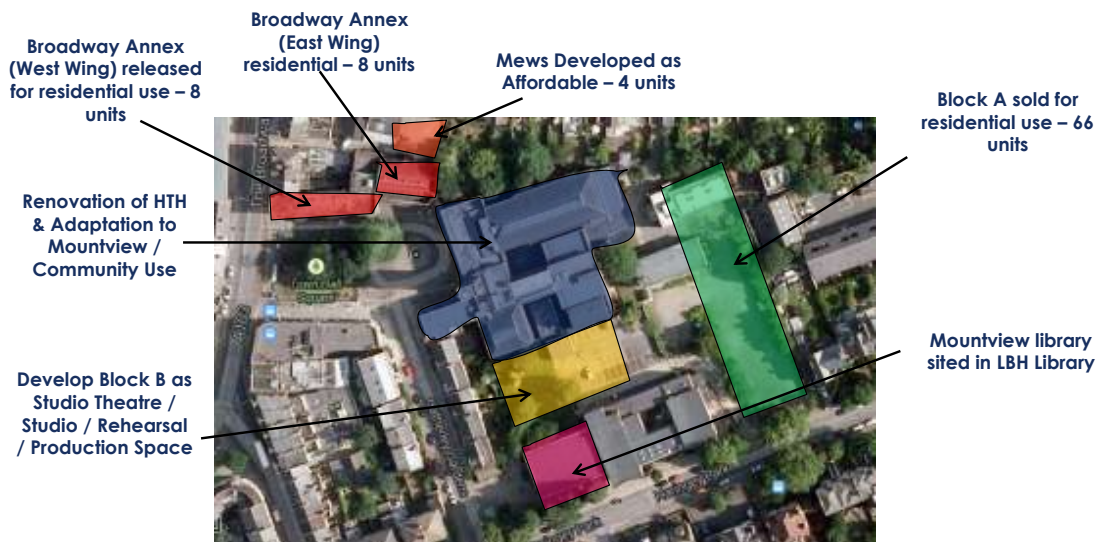 Broadway Annex
(West Wing) released
for residential use – 8
units
Broadway Annex
(East Wing)
residential – 8 units
Mews Developed as
Affordable – 4 units
Block A sold for
residential use – 66
units
Renovation of HTH
& Adaptation to
Mountview /
Community Use
Mountview library
sited in LBH Library
Develop Block B as
Studio Theatre /
Studio / Rehearsal
/ Production Space